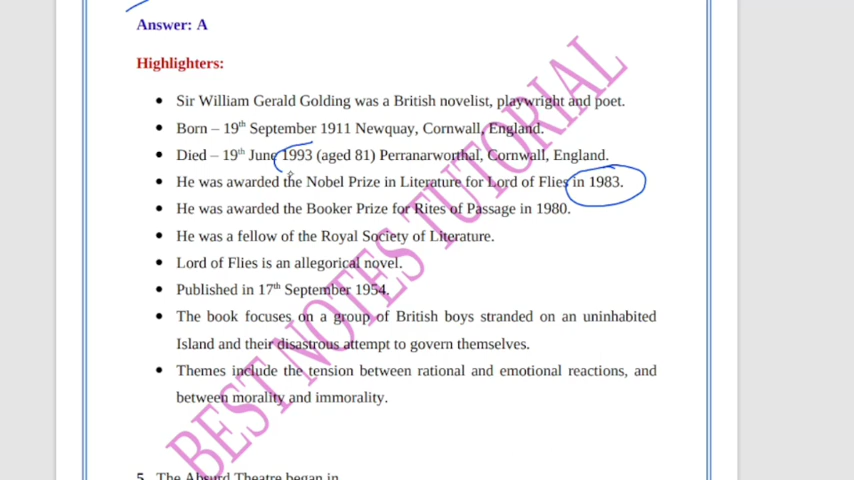 Answer: A
Highlighters:
• Sir William Gerald Golding was a British novelist, playwright and poet.
• Born – 19th September 1911 Newquay, Cornwall, England.
• Died – 19th June 1993 (aged 81) Perranarworthal, Cornwall, England.
• He was awarded the Nobel Prize in Literature for Lord of Flies in 1983.
• He was awarded the Booker Prize for Rites of Passage in 1980.
• He was a fellow of the Royal Society of Literature.
• Lord of Flies is an allegorical novel.
• Published in 17th September 1954.
• The book focuses on a group of British boys stranded on an uninhabited
Island and their disastrous attempt to govern themselves.
• Themes include the tension between rational and emotional reactions, and
between morality and immorality.
5. The Absurd Theatre began in
BEST NOTES TUTORIAL